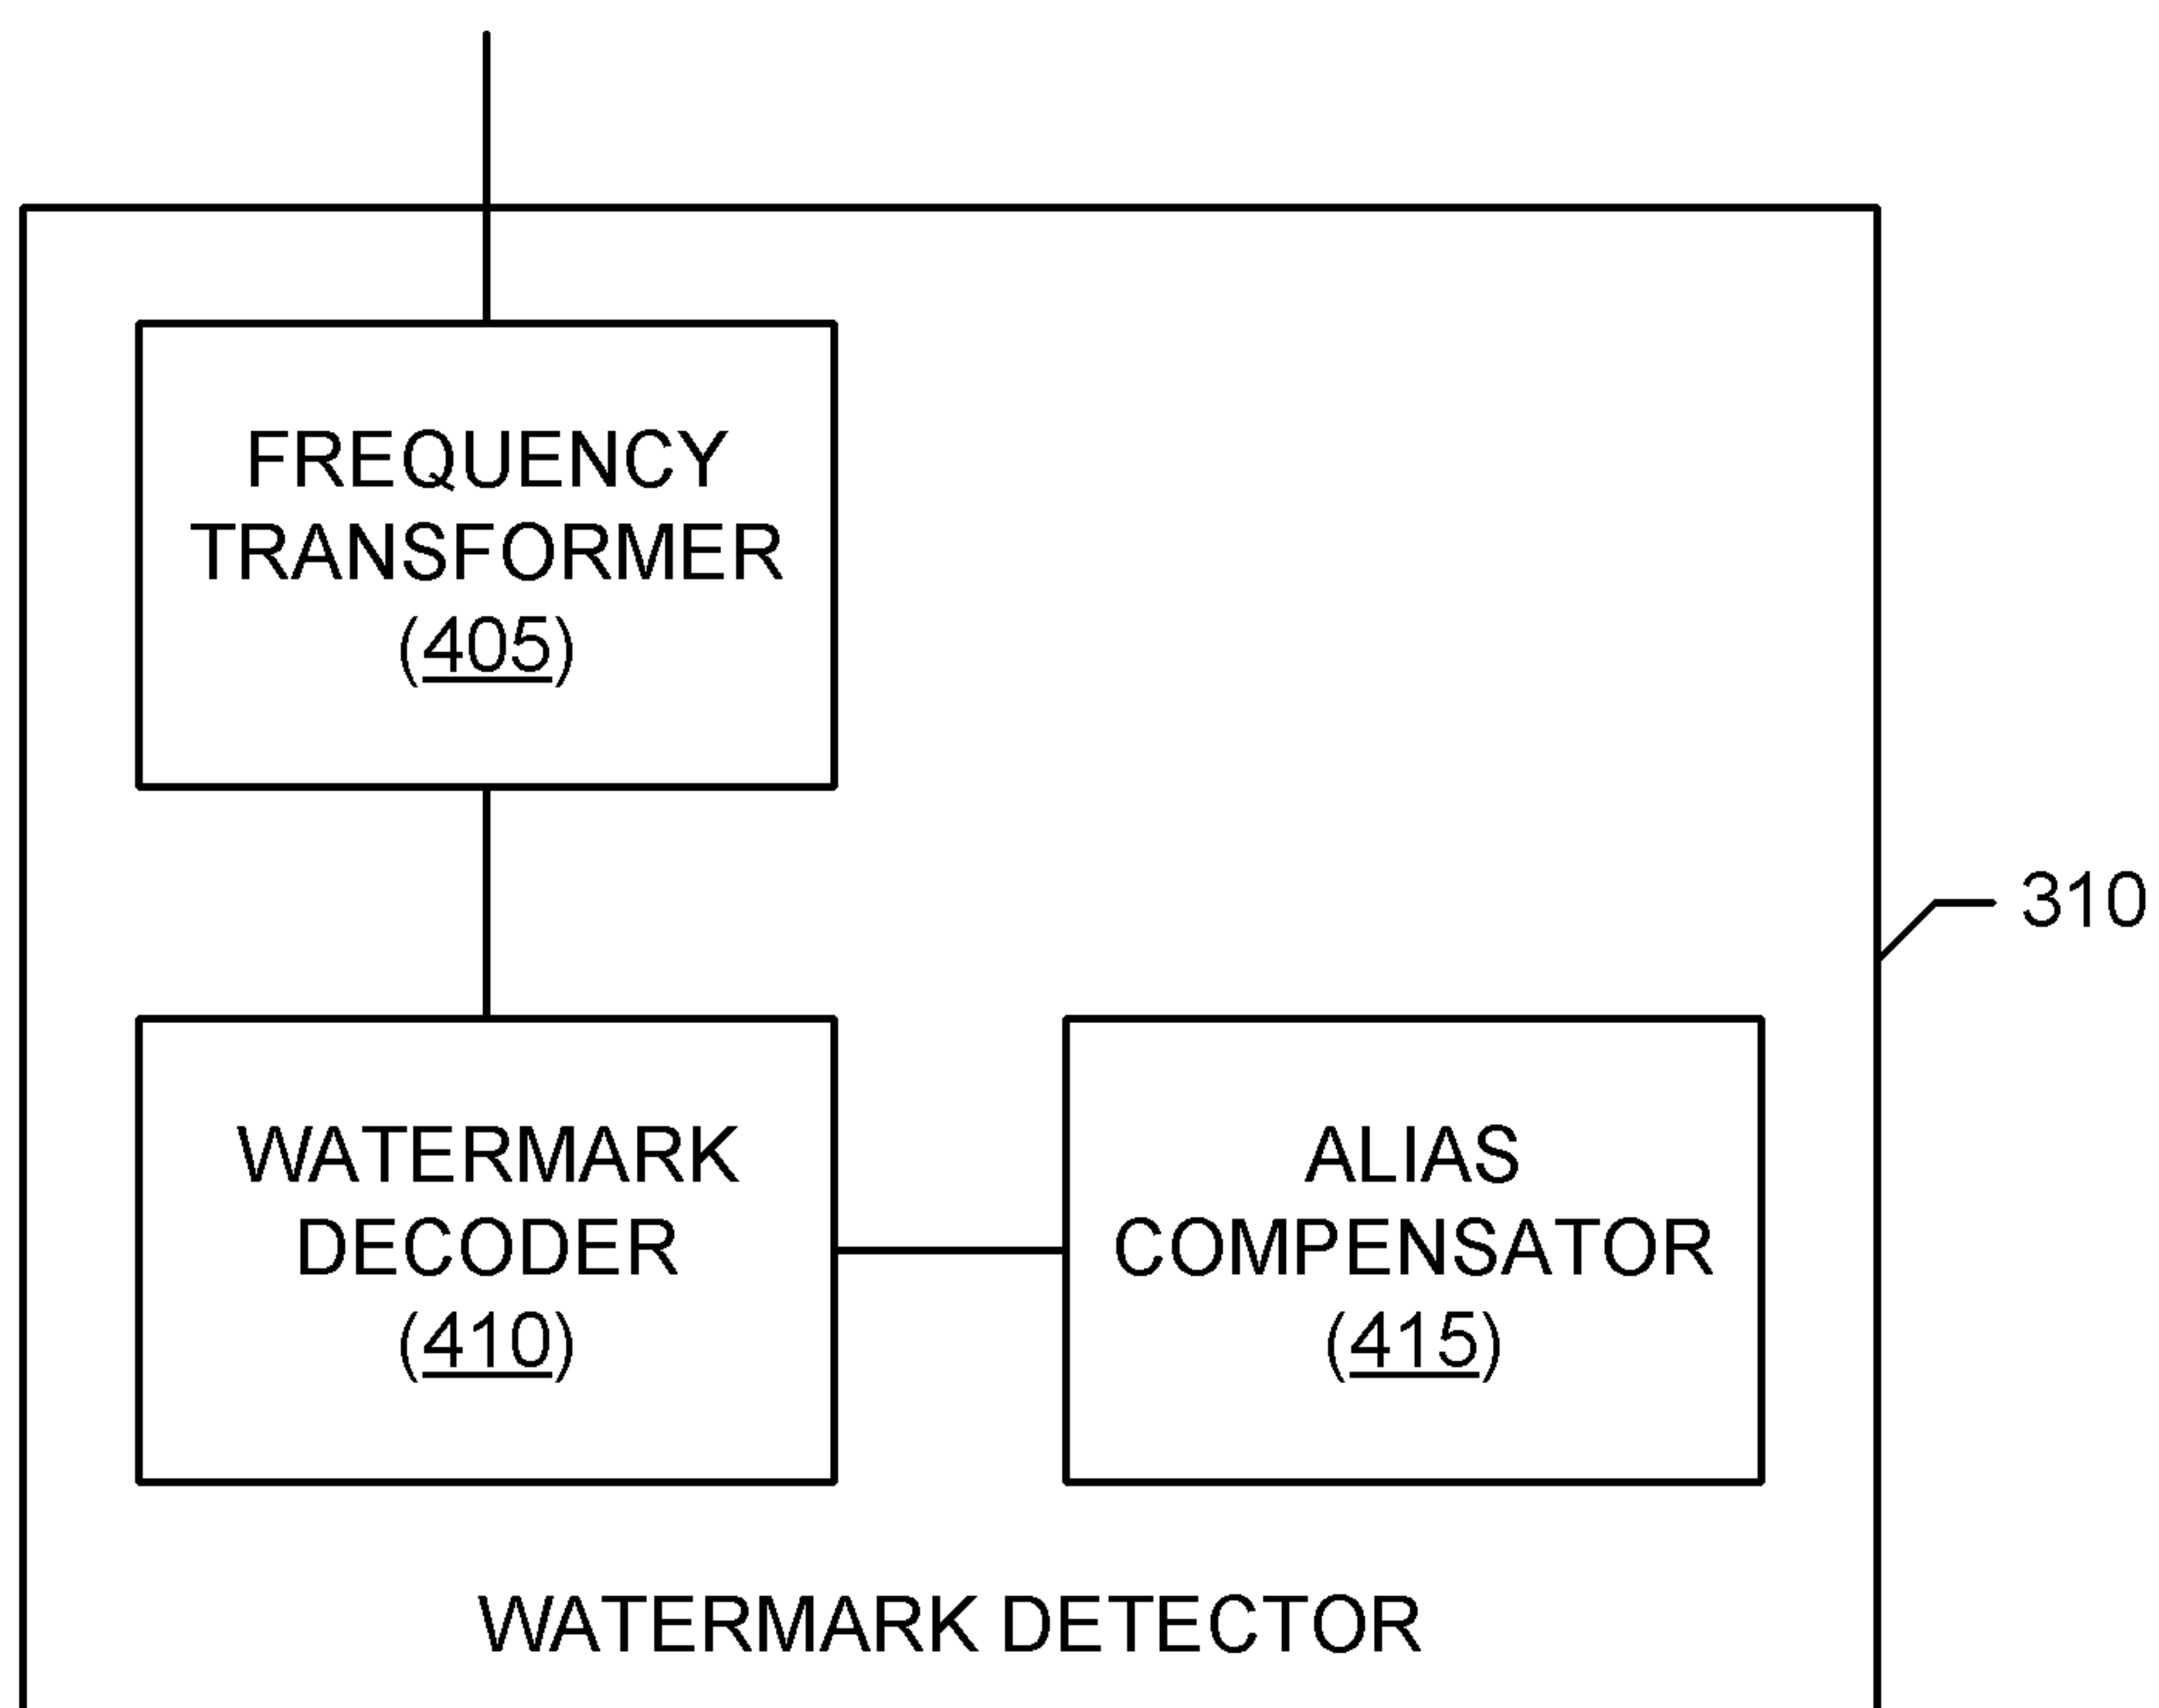 FREQUENCY
TRANSFORMER
(405)
310
WATERMARK
DECODER
(410)
ALIAS
COMPENSATOR
(415)
WATERMARK DETECTOR